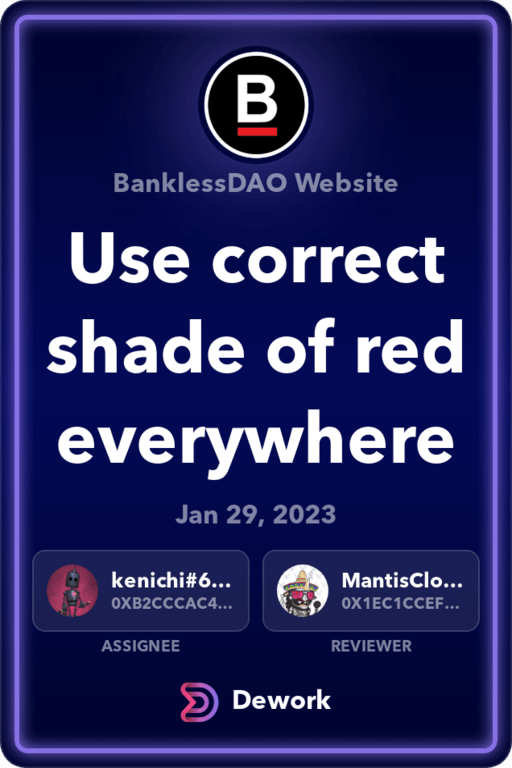 B
BanklessDAO Website
Use correct
shade of red
everywhere
Jan 29, 2023
kenichi#6...
0XB2CCCAC4...
ASSIGNEE
MantisClo...
0X1EC1CCEF...
REVIEWER
Dework